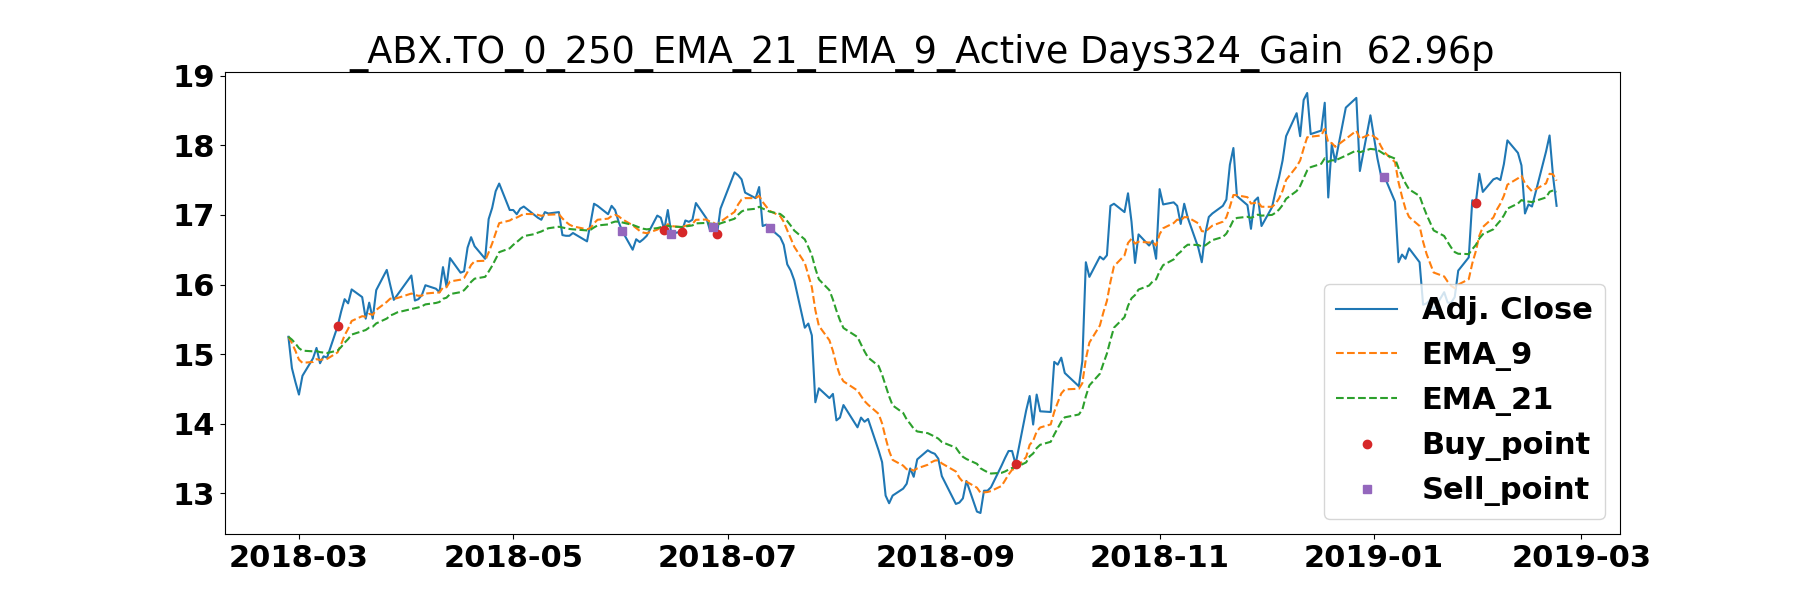 _ABX.TO_0_250_EMA_21_EMA_9_Active Days324_Gain  62.96p
19
18
17
16
15
14
13
Adj. Close
EMA_9
EMA_21
Buy_point
Sell_point
2018-03 2018-05 2018-07 2018-09 2018-11 2019-01 2019-03